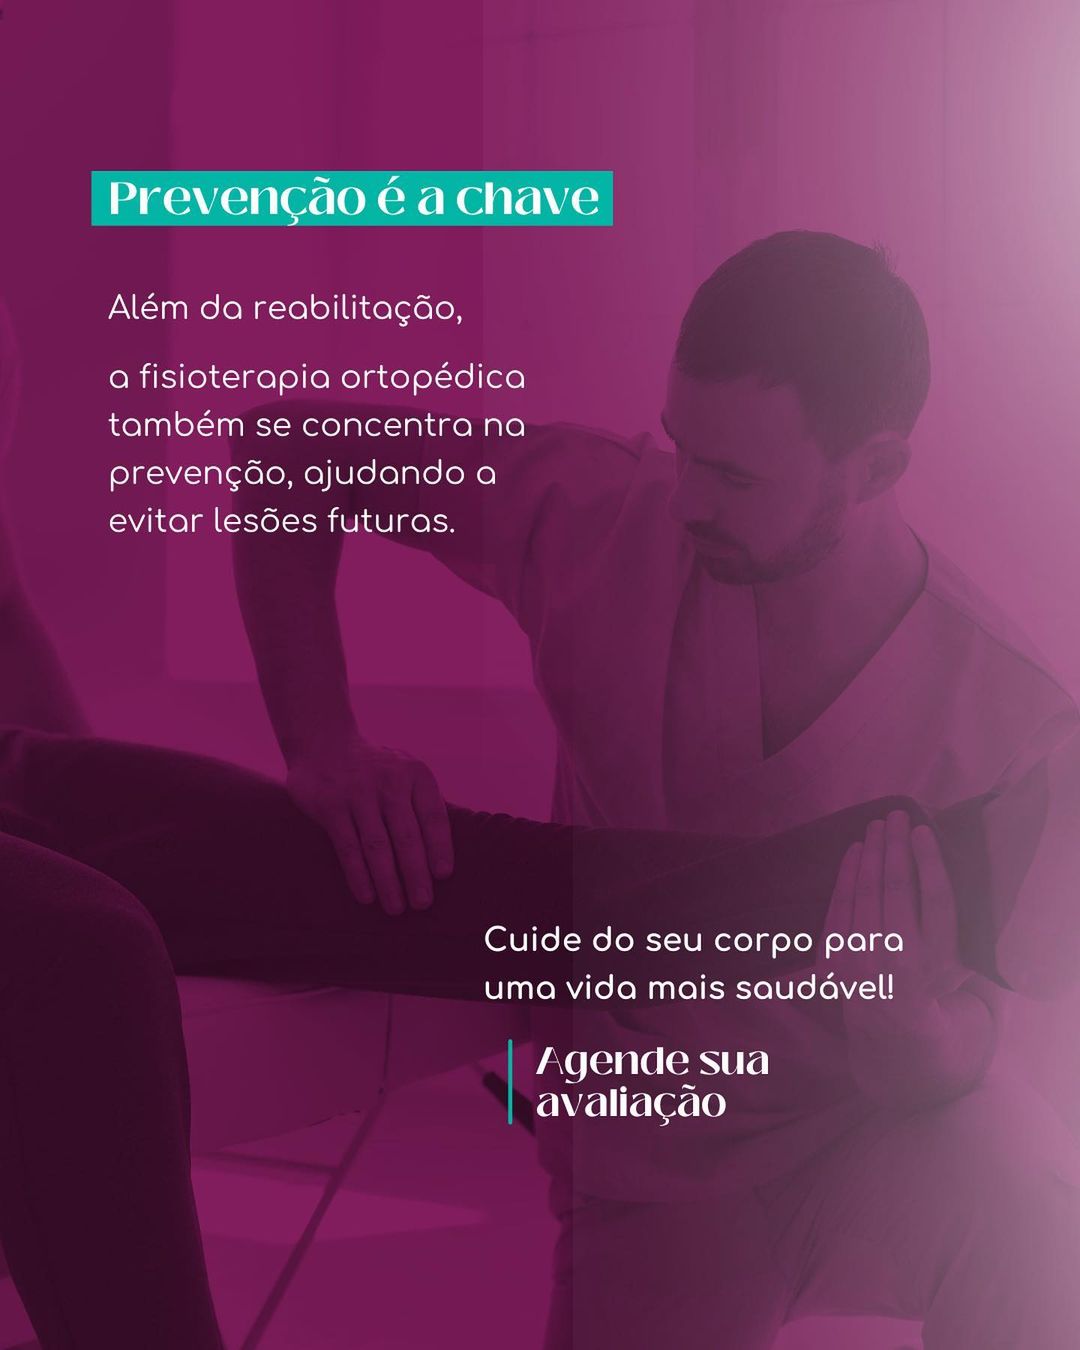 Prevenção é a chave
Além da reabilitação,
a fisioterapia ortopédica
também se concentra na
prevenção, ajudando a
evitar lesões futuras.
Cuide do seu corpo para
uma vida mais saudável!
Agende sua
avaliação